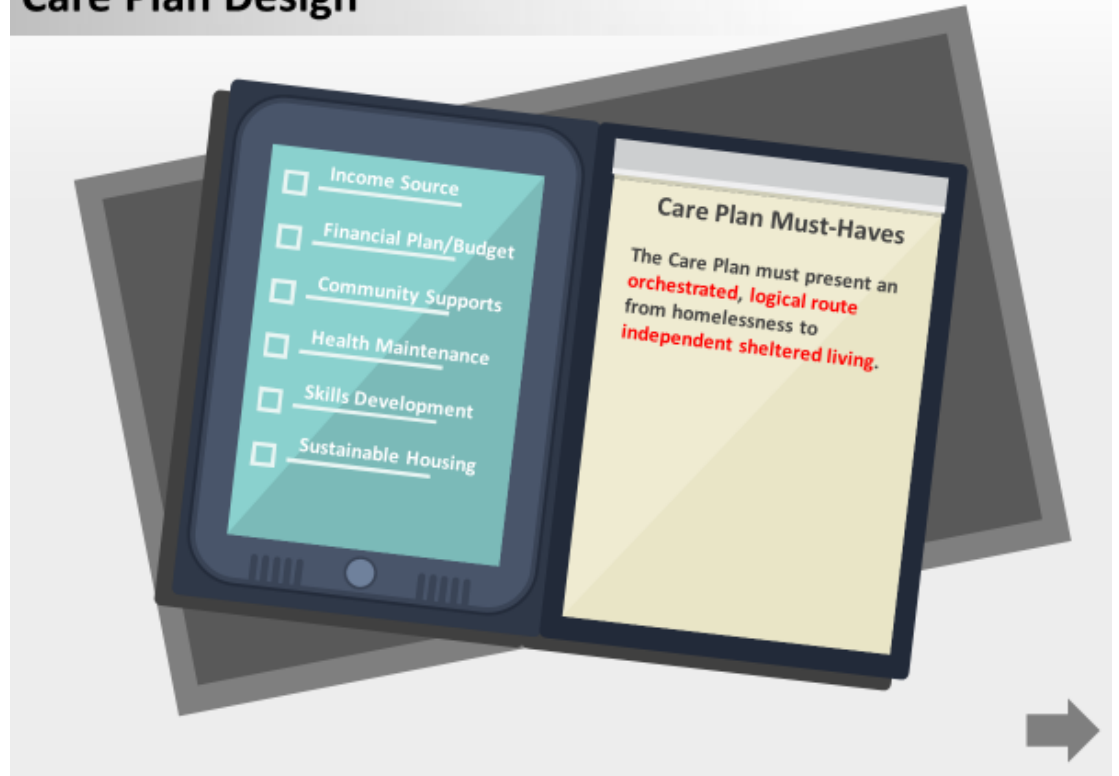 Care Plan Design
Income Source
Financial Plan/Budget
Community Supports
Health Maintenance
Skills Development
Sustainable Housing
Care Plan Must-Haves
The Care Plan must present an
orchestrated, logical route
from homelessness to
independent sheltered living.